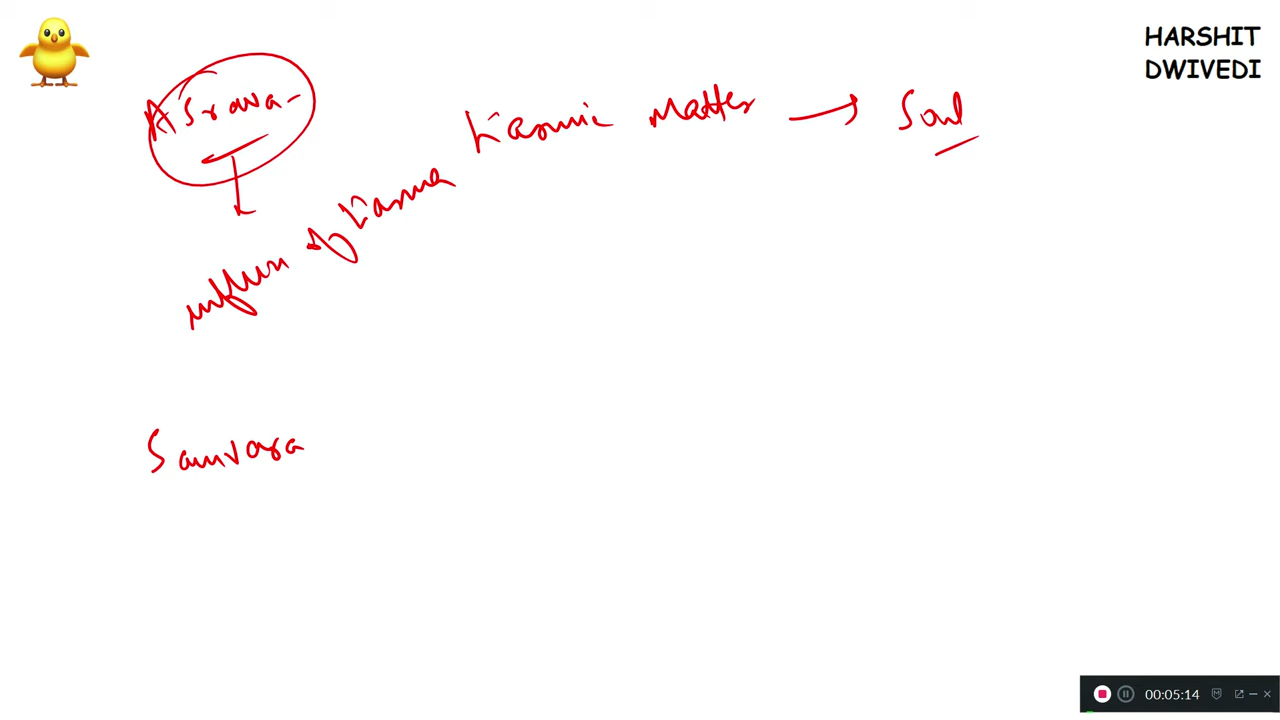 HARSHIT
DWIVEDI
Asrava - Karmic Matter → Soul
influx of Karma
Samvara
00:05:14